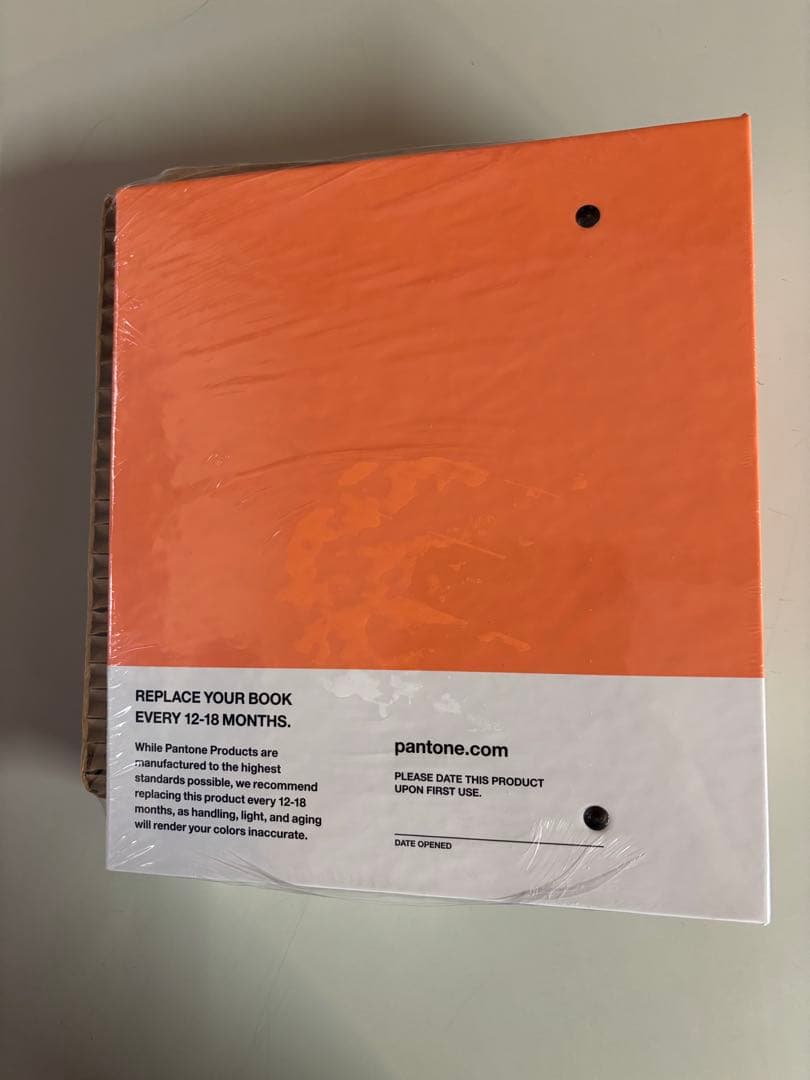 REPLACE YOUR BOOK
EVERY 12-18 MONTHS.
While Pantone Products are
manufactured to the highest
standards possible, we recommend
replacing this product every 12-18
months, as handling, light, and aging
will render your colors inaccurate.
pantone.com
PLEASE DATE THIS PRODUCT
UPON FIRST USE.
DATE OPENED